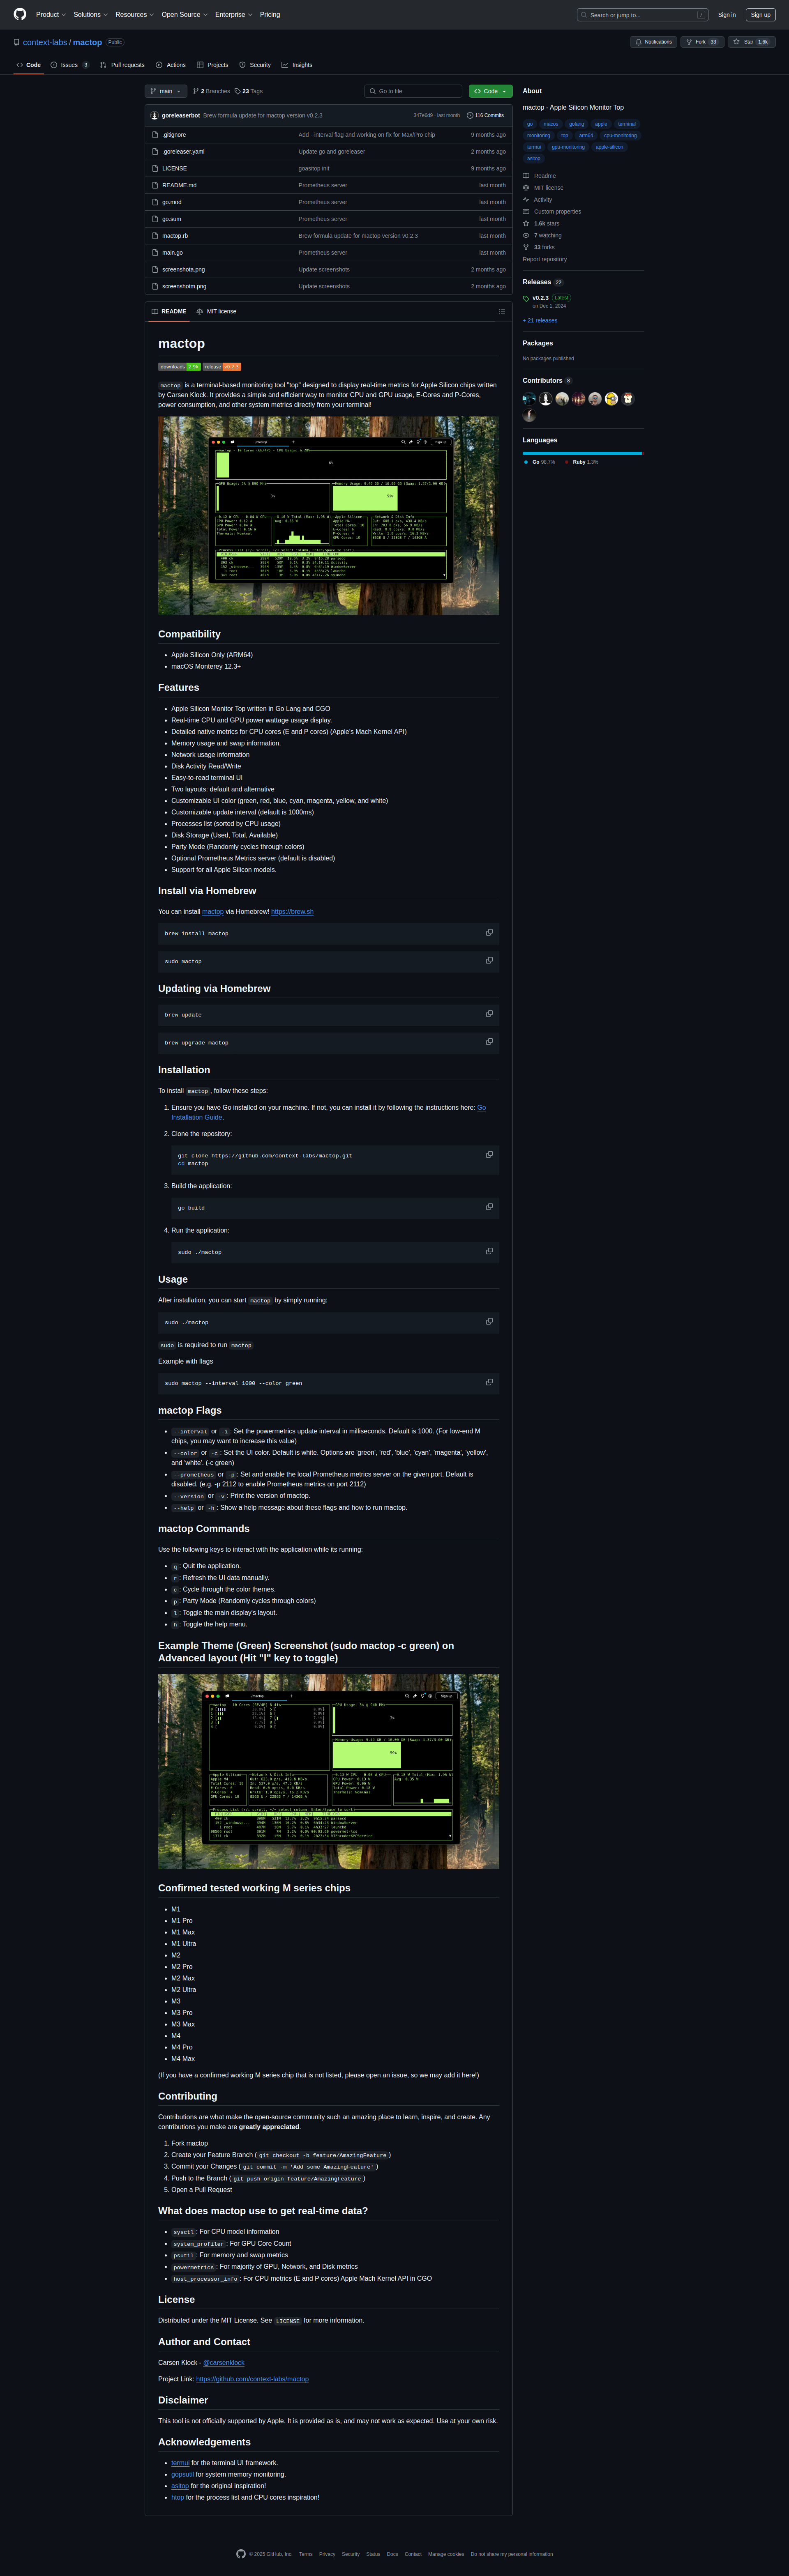 Product Solutions Resources Open Source Enterprise Pricing Search or jump to... / Sign in Sign up
context-labs / mactop Public Notifications Fork 33 Star 1.6k
Code Issues 3 Pull requests Actions Projects Security Insights
main 2 Branches 23 Tags Go to file Code
goreleaserbot Brew formula update for mactop version v0.2.3 347e6d9 · last month 116 Commits
.gitignore Add --interval flag and working on fix for Max/Pro chip 9 months ago
.goreleaser.yaml Update go and goreleaser 2 months ago
LICENSE goasitop init 9 months ago
README.md Prometheus server last month
go.mod Prometheus server last month
go.sum Prometheus server last month
mactop.rb Brew formula update for mactop version v0.2.3 last month
main.go Prometheus server last month
screenshota.png Update screenshots 2 months ago
screenshotm.png Update screenshots 2 months ago
README MIT license
mactop
downloads release v0.2.3
mactop is a terminal-based monitoring tool "top" designed to display real-time metrics for Apple Silicon chips written
by Carsen Klock. It provides a simple and efficient way to monitor CPU and GPU usage, E-Cores and P-Cores,
power consumption, and other system metrics directly from your terminal!
Compatibility
Apple Silicon Only (ARM64)
macOS Monterey 12.3+
Features
Apple Silicon Monitor Top written in Go Lang and CGO
Real-time CPU and GPU power wattage usage display.
Detailed native metrics for CPU cores (E and P cores) (Apple's Mach Kernel API)
Memory usage and swap information.
Network usage information
Disk Activity Read/Write
Easy-to-read terminal UI
Two layouts: default and alternative
Customizable UI color (green, red, blue, cyan, magenta, yellow, and white)
Customizable update interval (default is 1000ms)
Processes list (sorted by CPU usage)
Disk Storage (Used, Total, Available)
Party Mode (Randomly cycles through colors)
Optional Prometheus Metrics server (default is disabled)
Support for all Apple Silicon models.
Install via Homebrew
You can install mactop via Homebrew! https://brew.sh
brew install mactop
sudo mactop
Updating via Homebrew
brew update
brew upgrade mactop
Installation
To install mactop, follow these steps:
1. Ensure you have Go installed on your machine. If not, you can install it by following the instructions here: Go
Installation Guide.
2. Clone the repository:
git clone https://github.com/context-labs/mactop.git
cd mactop
3. Build the application:
go build
4. Run the application:
sudo ./mactop
Usage
After installation, you can start mactop by simply running:
sudo ./mactop
sudo is required to run mactop
Example with flags
sudo mactop --interval 1000 --color green
mactop Flags
--interval or -i: Set the powermetrics update interval in milliseconds. Default is 1000. (For low-end M
chips, you may want to increase this value)
--color or -c: Set the UI color. Default is white. Options are 'green', 'red', 'blue', 'cyan', 'magenta', 'yellow',
and 'white'. (-c green)
--prometheus or -p: Set and enable the local Prometheus metrics server on the given port. Default is
disabled. (e.g. -p 2112 to enable Prometheus metrics on port 2112)
--version or -v: Print the version of mactop.
--help or -h: Show a help message about these flags and how to run mactop.
mactop Commands
Use the following keys to interact with the application while its running:
q: Quit the application.
r: Refresh the UI data manually.
c: Cycle through the color themes.
p: Party Mode (Randomly cycles through colors)
l: Toggle the main display's layout.
h: Toggle the help menu.
Example Theme (Green) Screenshot (sudo mactop -c green) on
Advanced layout (Hit "l" key to toggle)
Confirmed tested working M series chips
M1
M1 Pro
M1 Max
M1 Ultra
M2
M2 Pro
M2 Max
M2 Ultra
M3
M3 Pro
M3 Max
M4
M4 Pro
M4 Max
(If you have a confirmed working M series chip that is not listed, please open an issue, so we may add it here!)
Contributing
Contributions are what make the open-source community such an amazing place to learn, inspire, and create. Any
contributions you make are greatly appreciated.
1. Fork mactop
2. Create your Feature Branch (git checkout -b feature/AmazingFeature)
3. Commit your Changes (git commit -m 'Add some AmazingFeature')
4. Push to the Branch (git push origin feature/AmazingFeature)
5. Open a Pull Request
What does mactop use to get real-time data?
sysctl: For CPU model information
system_profiler: For GPU Core Count
psutil: For memory and swap metrics
powermetrics: For majority of GPU, Network, and Disk metrics
host_processor_info: For CPU metrics (E and P cores) Apple Mach Kernel API in CGO
License
Distributed under the MIT License. See LICENSE for more information.
Author and Contact
Carsen Klock - @carsenklock
Project Link: https://github.com/context-labs/mactop
Disclaimer
This tool is not officially supported by Apple. It is provided as is, and may not work as expected. Use at your own risk.
Acknowledgements
termui for the terminal UI framework.
gopsutil for system memory monitoring.
asitop for the original inspiration!
htop for the process list and CPU cores inspiration!
About
mactop - Apple Silicon Monitor Top
go macos golang apple terminal
monitoring top arm64 cpu-monitoring
termui gpu-monitoring apple-silicon
asitop
Readme
MIT license
Activity
Custom properties
1.6k stars
7 watching
33 forks
Report repository
Releases 22
v0.2.3 Latest
on Dec 1, 2024
+ 21 releases
Packages
No packages published
Contributors 8
Languages
Go 98.7% Ruby 1.3%
© 2025 GitHub, Inc. Terms Privacy Security Status Docs Contact Manage cookies Do not share my personal information